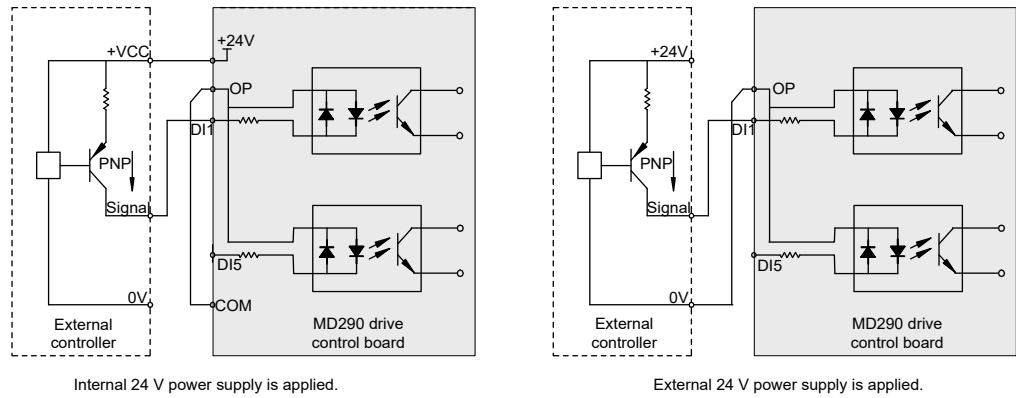 +VCC
+24V
OP
DI1
PNP
Signal
DI5
0V
COM
External
controller
MD290 drive
control board
Internal 24 V power supply is applied.
+24V
OP
DI1
PNP
Signal
DI5
0V
External
controller
MD290 drive
control board
External 24 V power supply is applied.